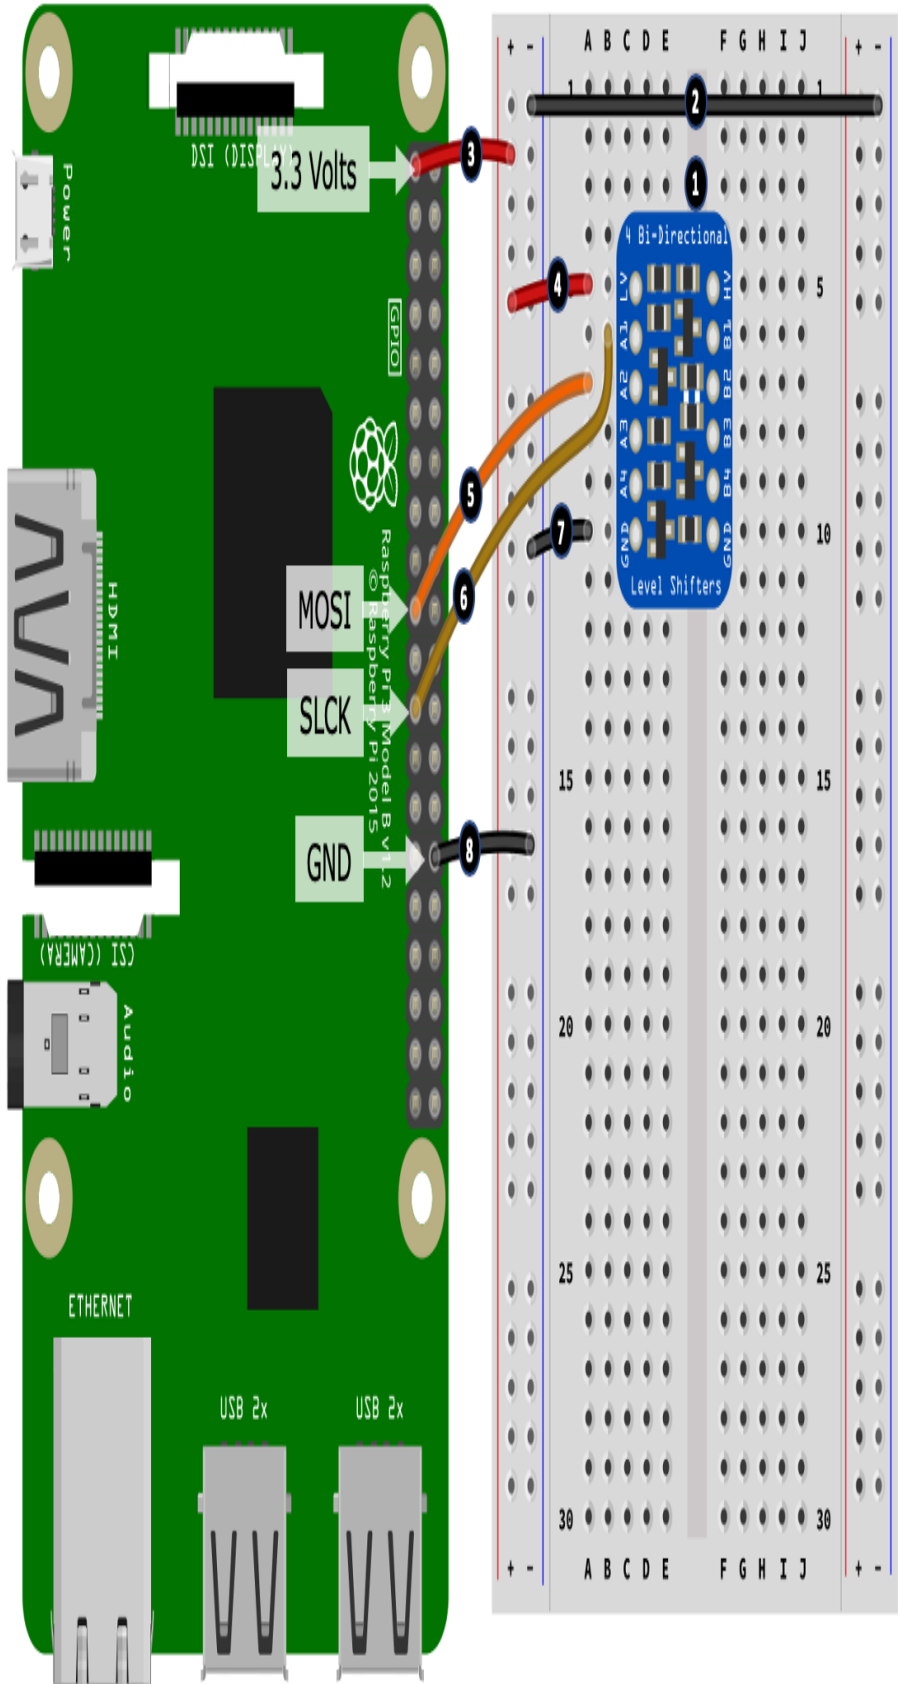 DSI (DISPLAY)
3.3 Volts
Power
GPIO
HDMI
Raspberry Pi 3 Model B v1.2
© Raspberry Pi 2015
MOSI
SLCK
GND
CSI (CAMERA)
Audio
ETHERNET
USB 2x
USB 2x
+ - A B C D E F G H I J + -
1 1
2
3
1
4 Bi-Directional
4
5
LV HV
A1 B1
A2 B2
A3 B3
A4 B4
GND GND
Level Shifters
5
7
10
6
8
15 15
20 20
25 25
30 30
+ - A B C D E F G H I J + -